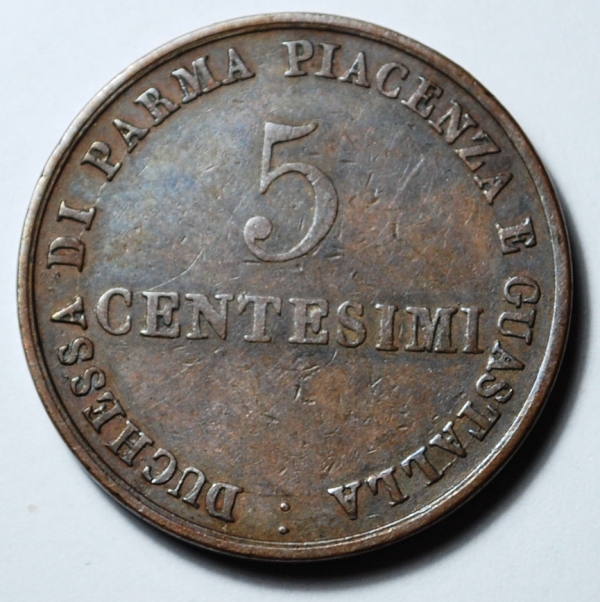 DUCHESSA DI PARMA PIACENZA E GUASTALLA :
5
CENTESIMI